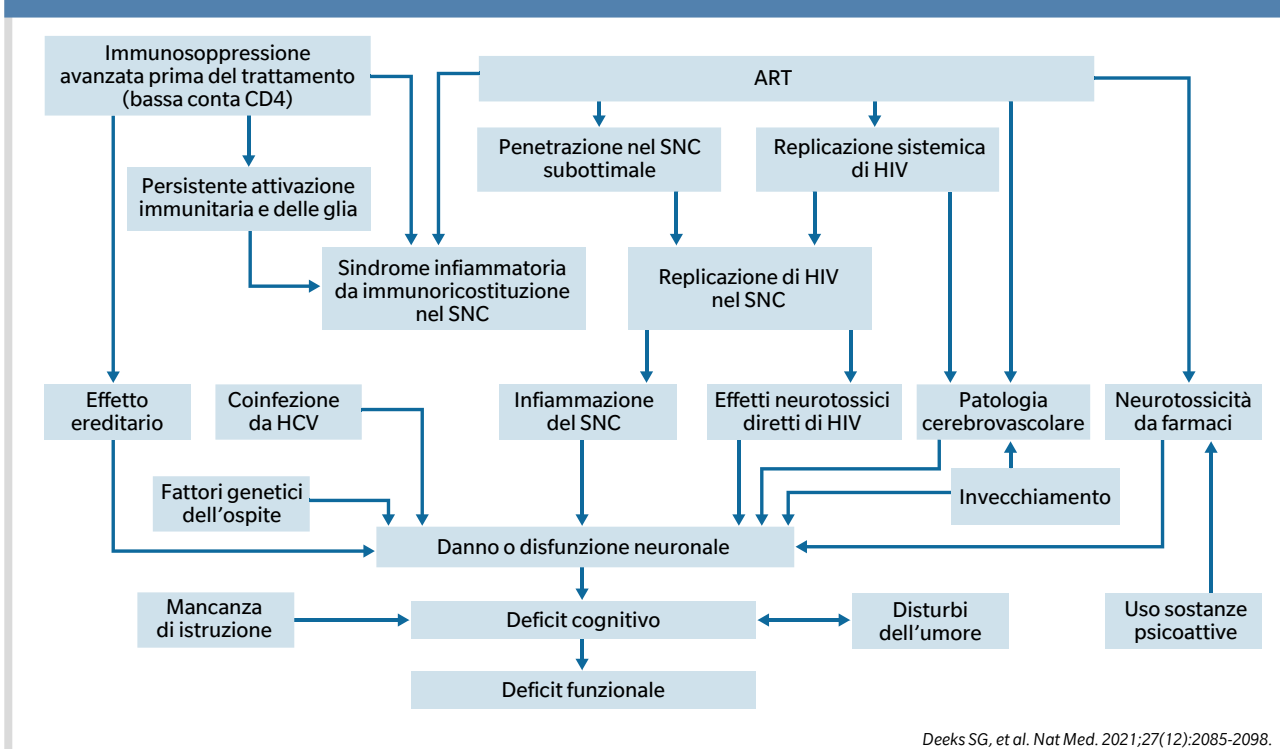 Immunosoppressione
avanzata prima del trattamento
(bassa conta CD4)
ART
Penetrazione nel SNC
subottimale
Replicazione sistemica
di HIV
Persistente attivazione
immunitaria e delle glia
Sindrome infiammatoria
da immunoricostituzione
nel SNC
Replicazione di HIV
nel SNC
Effetto
ereditario
Coinfezione
da HCV
Infiammazione
del SNC
Effetti neurotossici
diretti di HIV
Patologia
cerebrovascolare
Neurotossicità
da farmaci
Fattori genetici
dell'ospite
Invecchiamento
Danno o disfunzione neuronale
Mancanza
di istruzione
Deficit cognitivo
Disturbi
dell'umore
Uso sostanze
psicoattive
Deficit funzionale
Deeks SG, et al. Nat Med. 2021;27(12):2085-2098.